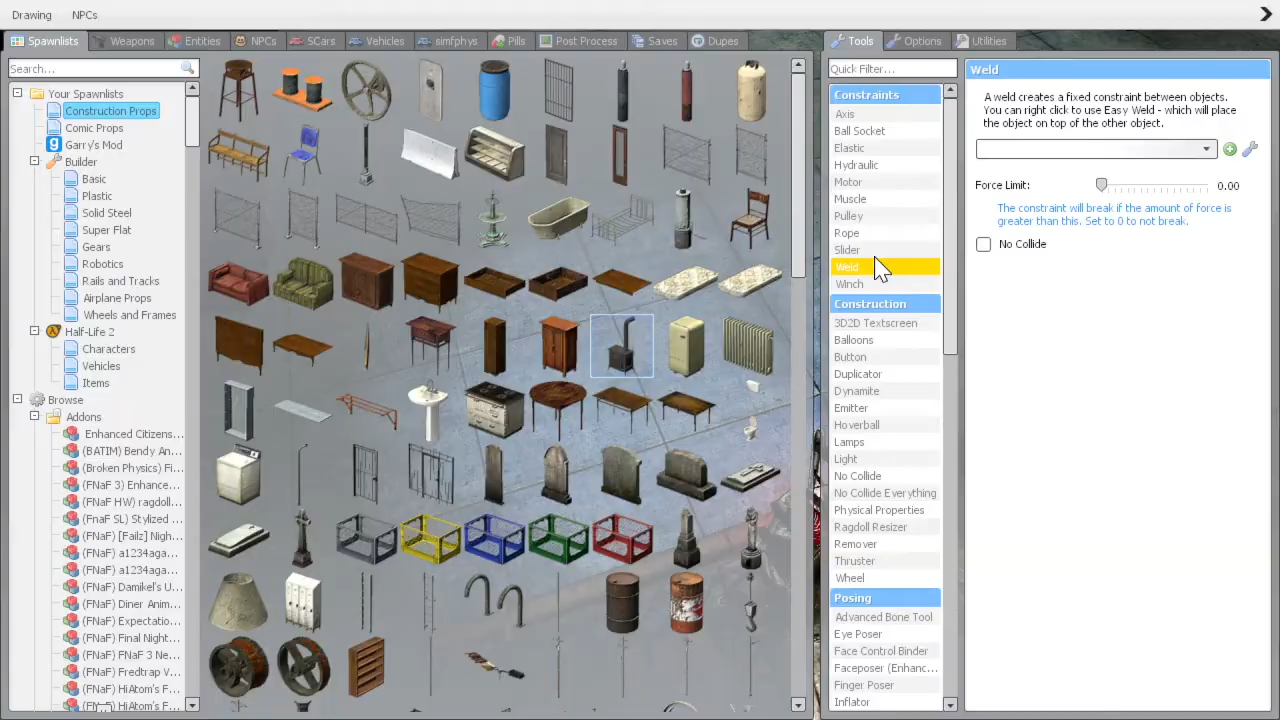 Drawing NPCs
Spawnlists Weapons Entities NPCs SCars Vehicles simfphys Pills Post Process Saves Dupes
Search...
Your Spawnlists
Construction Props
Comic Props
Garry's Mod
Builder
Basic
Plastic
Solid Steel
Super Flat
Gears
Robotics
Rails and Tracks
Airplane Props
Wheels and Frames
Half-Life 2
Characters
Vehicles
Items
Browse
Addons
Enhanced Citizens...
(BATIM) Bendy An...
(Broken Physics) Fi...
(FNaF 3) Enhance...
(FNAF HW) ragdoll...
(FnaF SL) Stylized ...
(FNaF) [Failz] Nigh...
(FNaF) a1234aga...
(FNaF) a1234aga...
(FNaF) Damikel's U...
(FNaF) Diner Anim...
(FNaF) Expectatio...
(FNaF) Final Night...
(FNaF) FNAF 3 Ne...
(FNaF) Fredtrap V...
(FNaF) HiAtom's F...
(FNaF) HiAtom's F...
Tools Options Utilities
Quick Filter...
Constraints
Axis
Ball Socket
Elastic
Hydraulic
Motor
Muscle
Pulley
Rope
Slider
Weld
Winch
Construction
3D2D Textscreen
Balloons
Button
Duplicator
Dynamite
Emitter
Hoverball
Lamps
Light
No Collide
No Collide Everything
Physical Properties
Ragdoll Resizer
Remover
Thruster
Wheel
Posing
Advanced Bone Tool
Eye Poser
Face Control Binder
Faceposer (Enhanc...
Finger Poser
Inflator
Weld
A weld creates a fixed constraint between objects.
You can right click to use Easy Weld - which will place
the object on top of the other object.
Force Limit: 0.00
The constraint will break if the amount of force is
greater than this. Set to 0 to not break.
No Collide